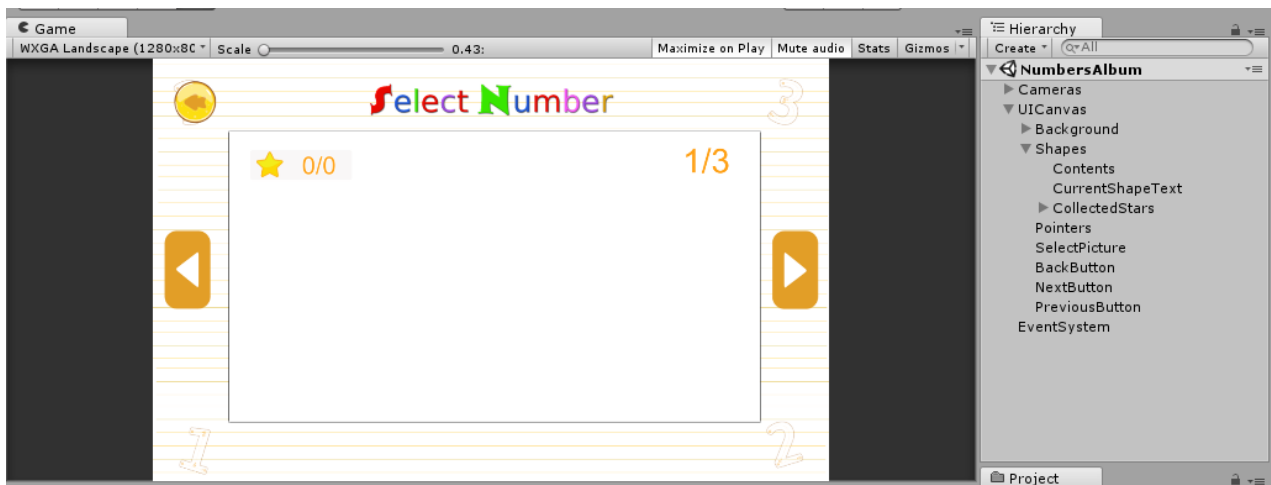 Game
WXGA Landscape (1280x80 Scale 0.43: Maximize on Play Mute audio Stats Gizmos
Select Number
0/0
1/3
3
1
2
Hierarchy
Create All
NumbersAlbum
Cameras
UICanvas
Background
Shapes
Contents
CurrentShapeText
CollectedStars
Pointers
SelectPicture
BackButton
NextButton
PreviousButton
EventSystem
Project